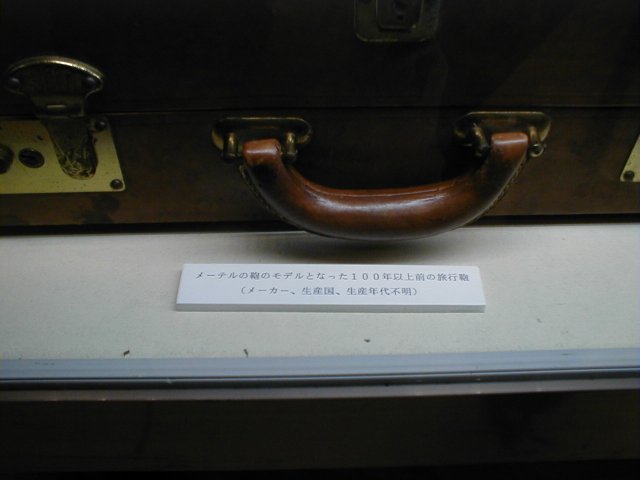 メーテルの鞄のモデルとなった１００年以上前の旅行鞄
（メーカー、生産国、生産年代不明）